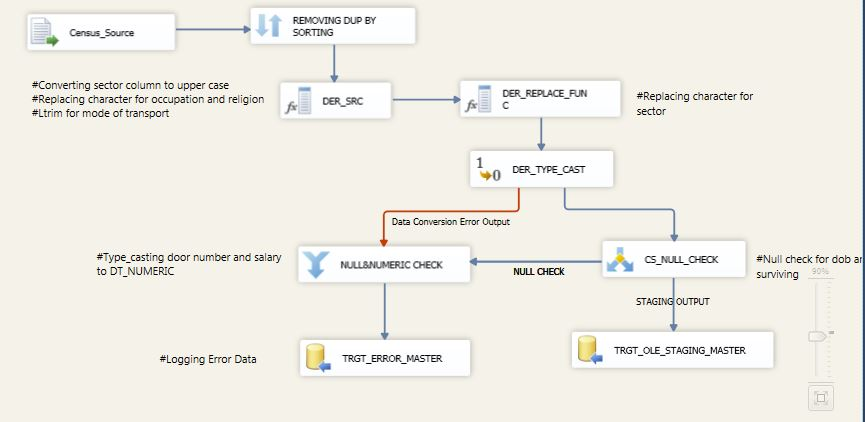 Census_Source
REMOVING DUP BY
SORTING
#Converting sector column to upper case
#Replacing character for occupation and religion
#Ltrim for mode of transport
DER_SRC
DER_REPLACE_FUN
C
#Replacing character for
sector
DER_TYPE_CAST
Data Conversion Error Output
#Type_casting door number and salary
to DT_NUMERIC
NULL&NUMERIC CHECK
NULL CHECK
CS_NULL_CHECK
#Null check for dob ar
surviving
90%
STAGING OUTPUT
#Logging Error Data
TRGT_ERROR_MASTER
TRGT_OLE_STAGING_MASTER